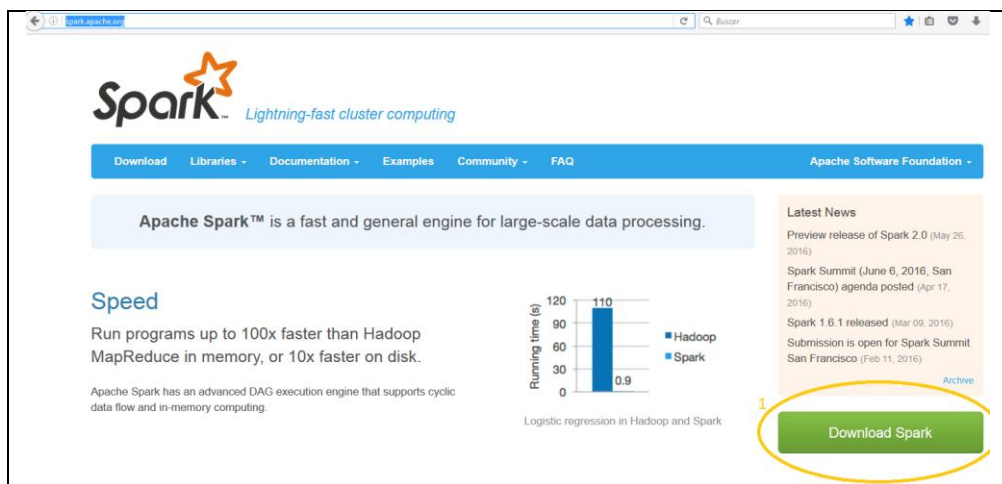 spark.apache.org
Buscar
Spark™ Lightning-fast cluster computing
Download Libraries Documentation Examples Community FAQ Apache Software Foundation
Apache Spark™ is a fast and general engine for large-scale data processing.
Speed
Run programs up to 100x faster than Hadoop
MapReduce in memory, or 10x faster on disk.
Apache Spark has an advanced DAG execution engine that supports cyclic
data flow and in-memory computing.
Running time (s)
120
90
60
30
0
110
0.9
Hadoop
Spark
Logistic regression in Hadoop and Spark
Latest News
Preview release of Spark 2.0 (May 26,
2016)
Spark Summit (June 6, 2016, San
Francisco) agenda posted (Apr 17,
2016)
Spark 1.6.1 released (Mar 09, 2016)
Submission is open for Spark Summit
San Francisco (Feb 11, 2016)
Archive
1
Download Spark